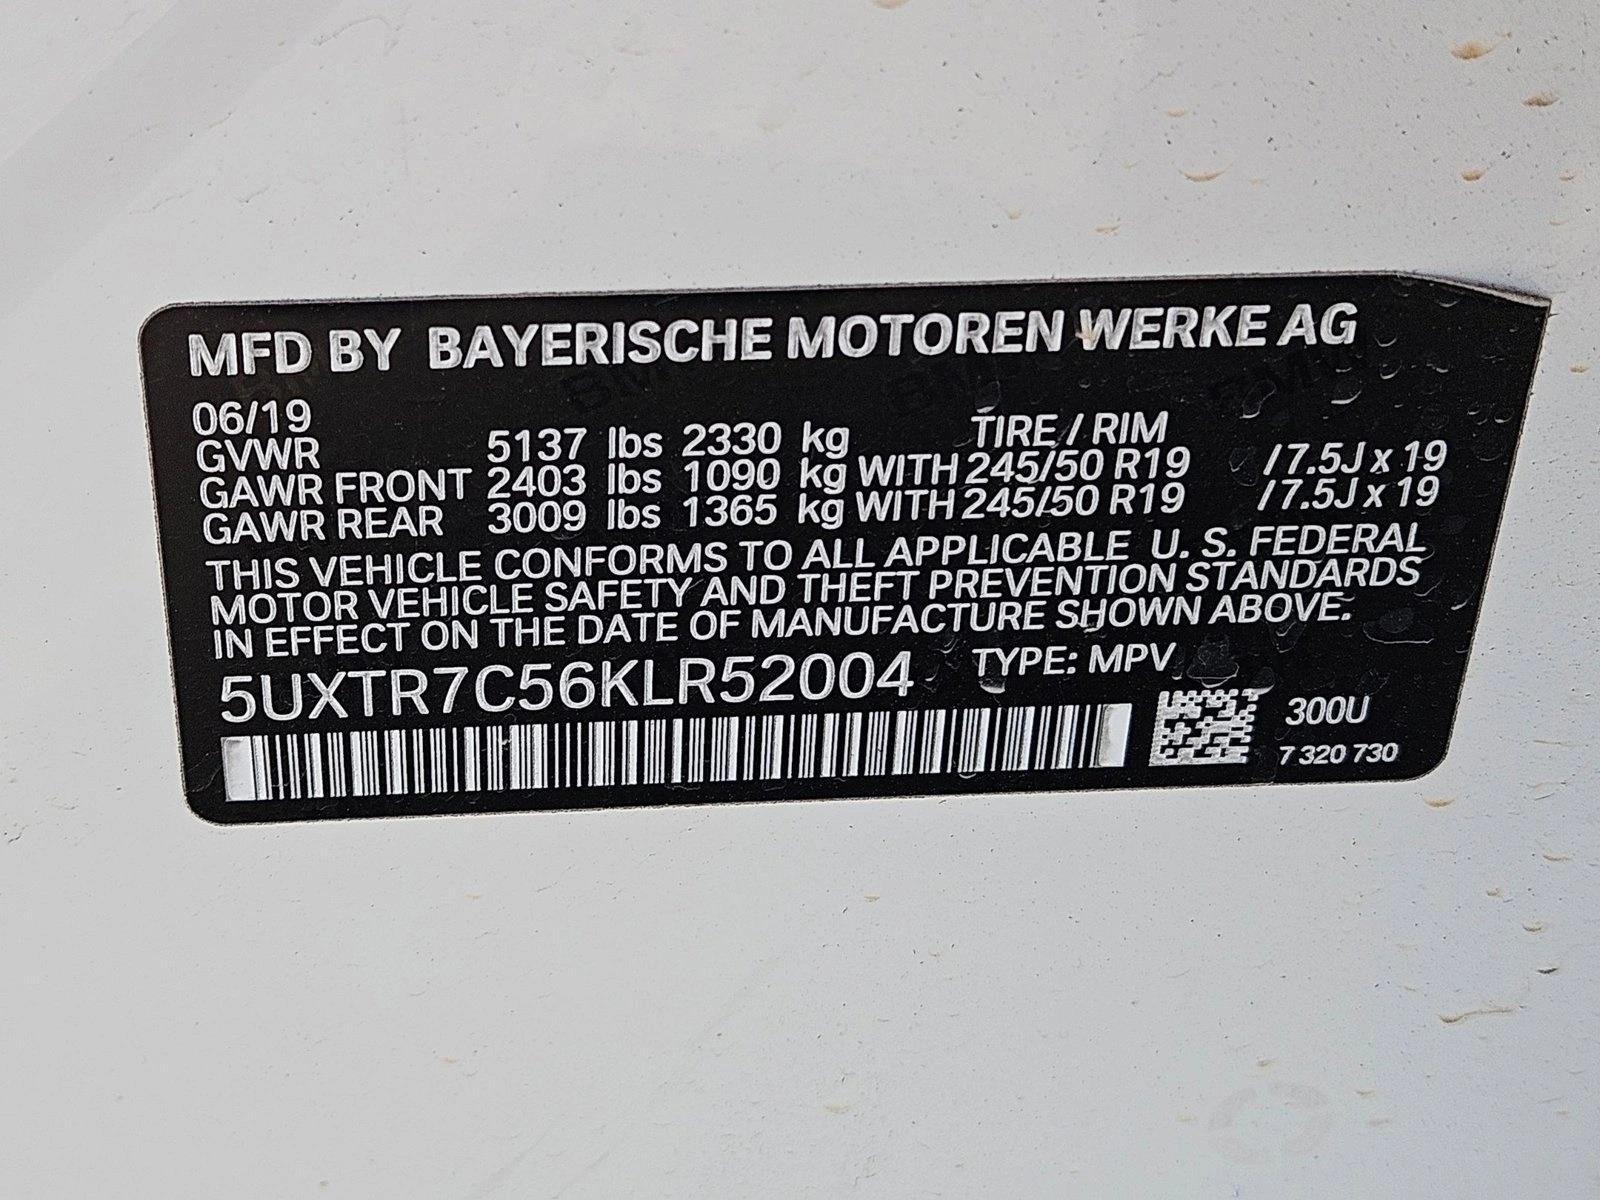 MFD BY BAYERISCHE MOTOREN WERKE AG
06/19 TIRE / RIM
GVWR 5137 lbs 2330 kg
GAWR FRONT 2403 lbs 1090 kg WITH 245/50 R19 / 7.5J x 19
GAWR REAR 3009 lbs 1365 kg WITH 245/50 R19 / 7.5J x 19
THIS VEHICLE CONFORMS TO ALL APPLICABLE U. S. FEDERAL
MOTOR VEHICLE SAFETY AND THEFT PREVENTION STANDARDS
IN EFFECT ON THE DATE OF MANUFACTURE SHOWN ABOVE.
5UXTR7C56KLR52004 TYPE: MPV
300U
7 320 730